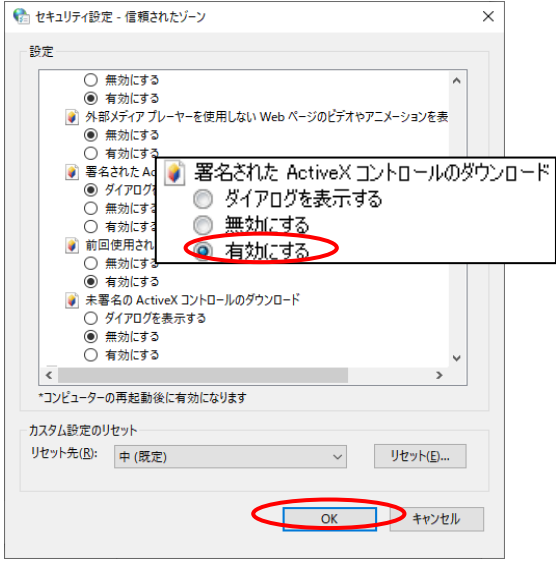 セキュリティ設定 - 信頼されたゾーン
設定
無効にする
有効にする
外部メディア プレーヤーを使用しない Web ページのビデオやアニメーションを表
無効にする
有効にする
署名された Ac
ダイアログ
無効にす
署名された ActiveX コントロールのダウンロード
ダイアログを表示する
無効にする
有効にする
前回使用され
無効にする
有効にする
未署名の ActiveX コントロールのダウンロード
ダイアログを表示する
無効にする
有効にする
*コンピューターの再起動後に有効になります
カスタム設定のリセット
リセット先(R): 中 (既定) リセット(E)...
OK キャンセル